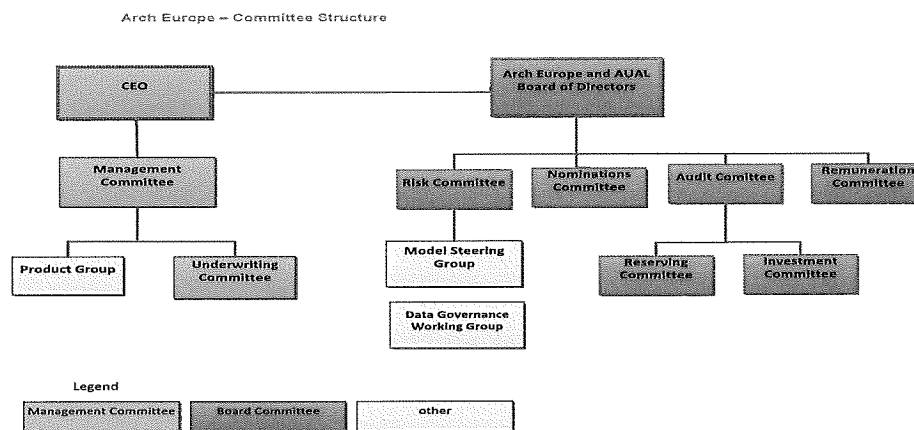 Arch Europe – Committee Structure
CEO
Arch Europe and AUAL
Board of Directors
Management
Committee
Risk Committee
Nominations
Committee
Audit Comittee
Remuneration
Committee
Product Group
Underwriting
Committee
Model Steering
Group
Reserving
Committee
Investment
Committee
Data Governance
Working Group
Legend
Management Committee
Board Committee
other